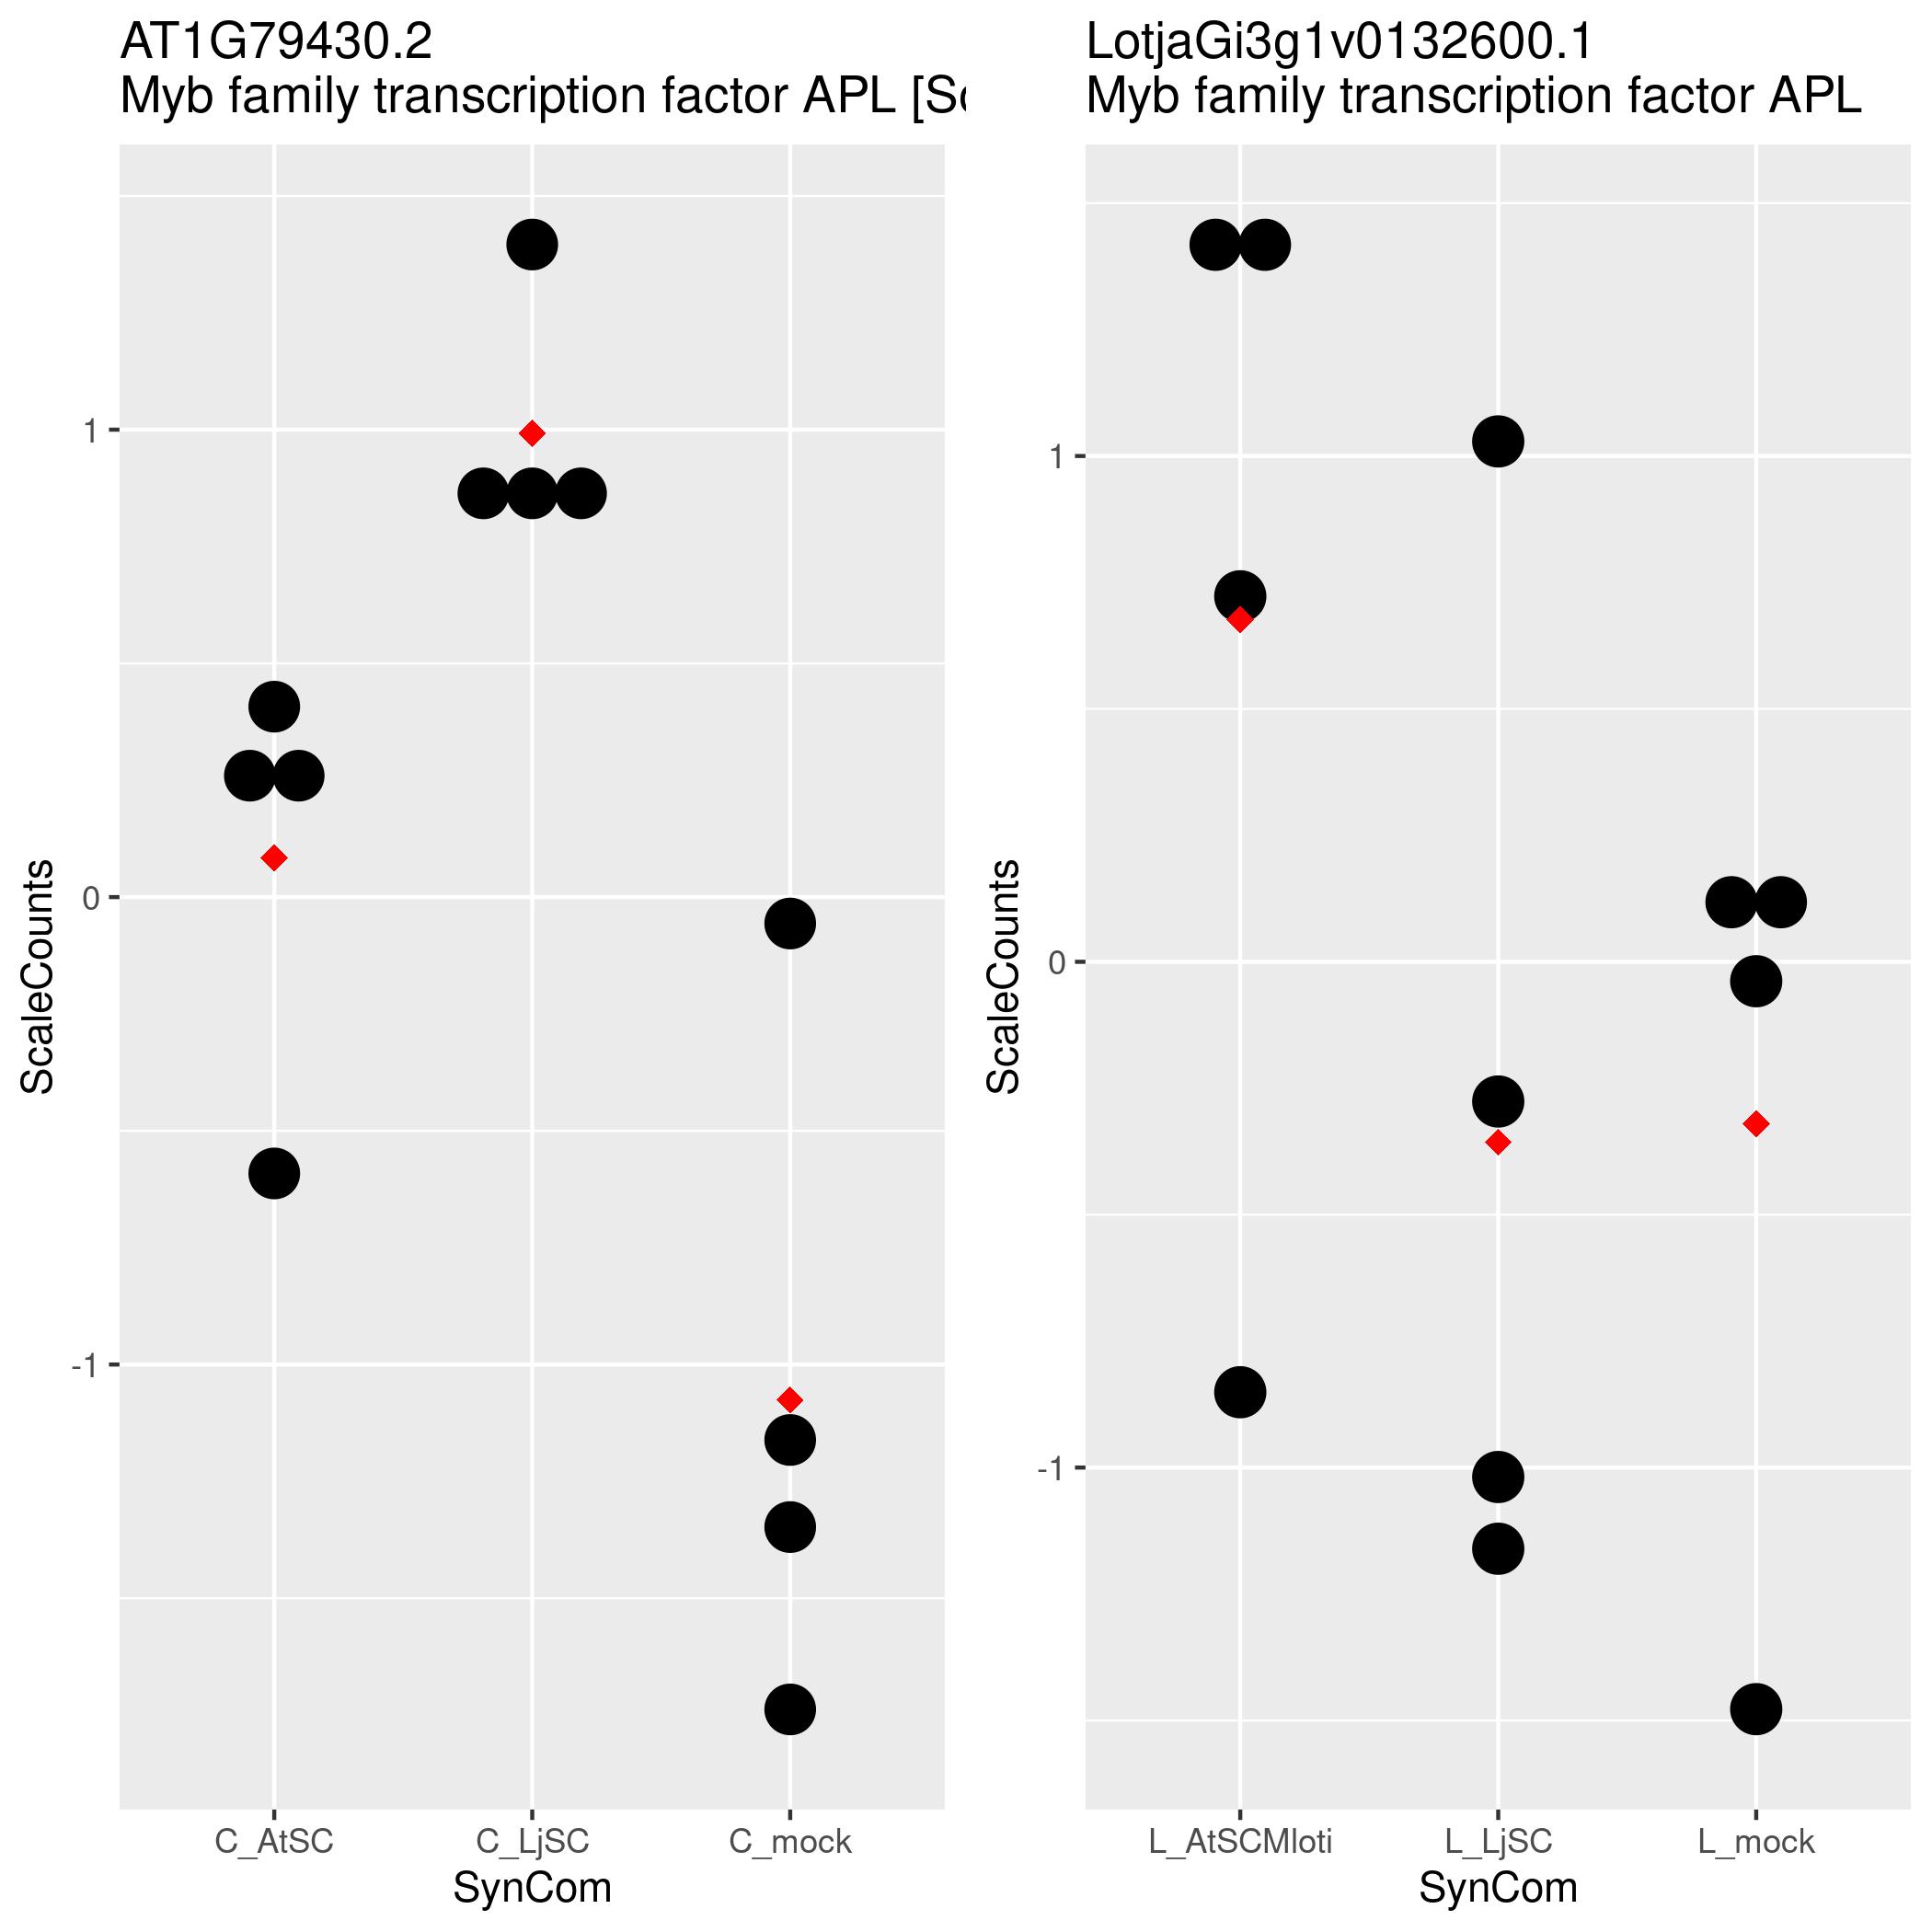 AT1G79430.2
Myb family transcription factor APL [Sc
ScaleCounts
1
0
-1
C_AtSC
C_LjSC
C_mock
SynCom
LotjaGi3g1v0132600.1
Myb family transcription factor APL
ScaleCounts
1
0
-1
L_AtSCMloti
L_LjSC
L_mock
SynCom